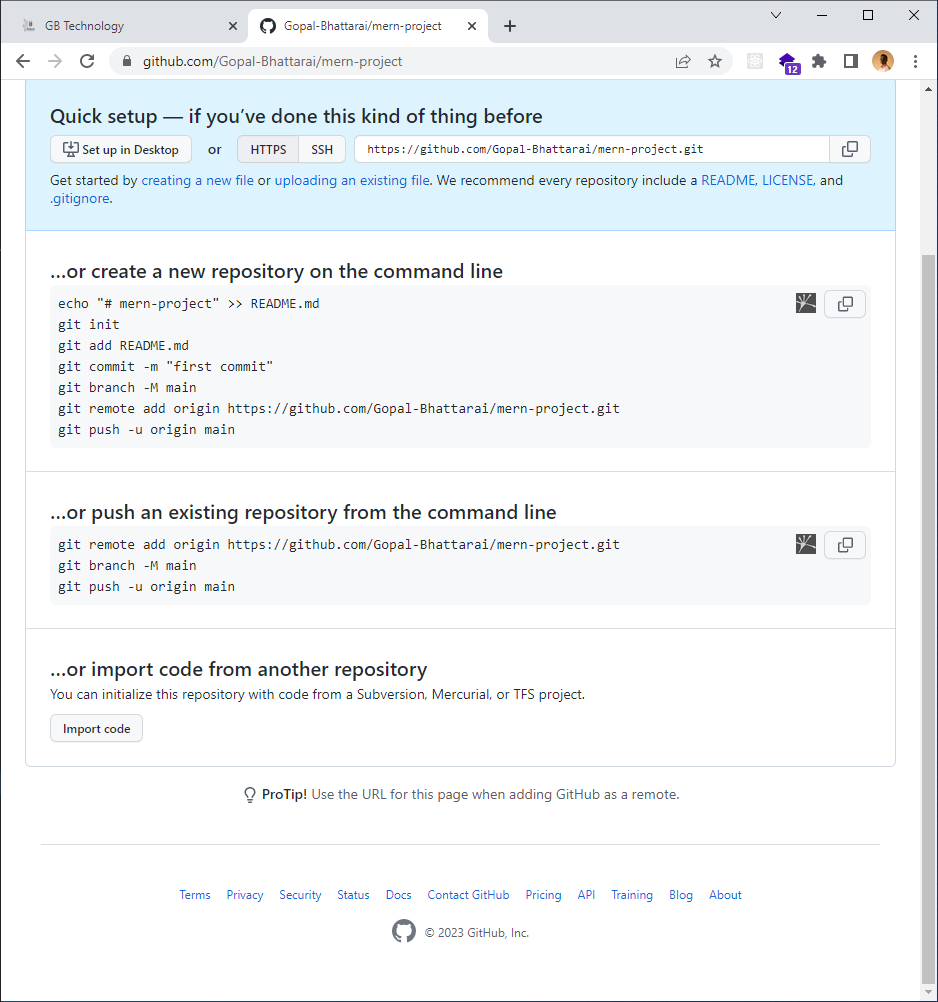 GB Technology
Gopal-Bhattarai/mern-project
github.com/Gopal-Bhattarai/mern-project
12
Quick setup — if you’ve done this kind of thing before
Set up in Desktop or HTTPS SSH https://github.com/Gopal-Bhattarai/mern-project.git
Get started by creating a new file or uploading an existing file. We recommend every repository include a README, LICENSE, and
.gitignore.
…or create a new repository on the command line
echo "# mern-project" >> README.md
git init
git add README.md
git commit -m "first commit"
git branch -M main
git remote add origin https://github.com/Gopal-Bhattarai/mern-project.git
git push -u origin main
…or push an existing repository from the command line
git remote add origin https://github.com/Gopal-Bhattarai/mern-project.git
git branch -M main
git push -u origin main
…or import code from another repository
You can initialize this repository with code from a Subversion, Mercurial, or TFS project.
Import code
ProTip! Use the URL for this page when adding GitHub as a remote.
Terms Privacy Security Status Docs Contact GitHub Pricing API Training Blog About
© 2023 GitHub, Inc.